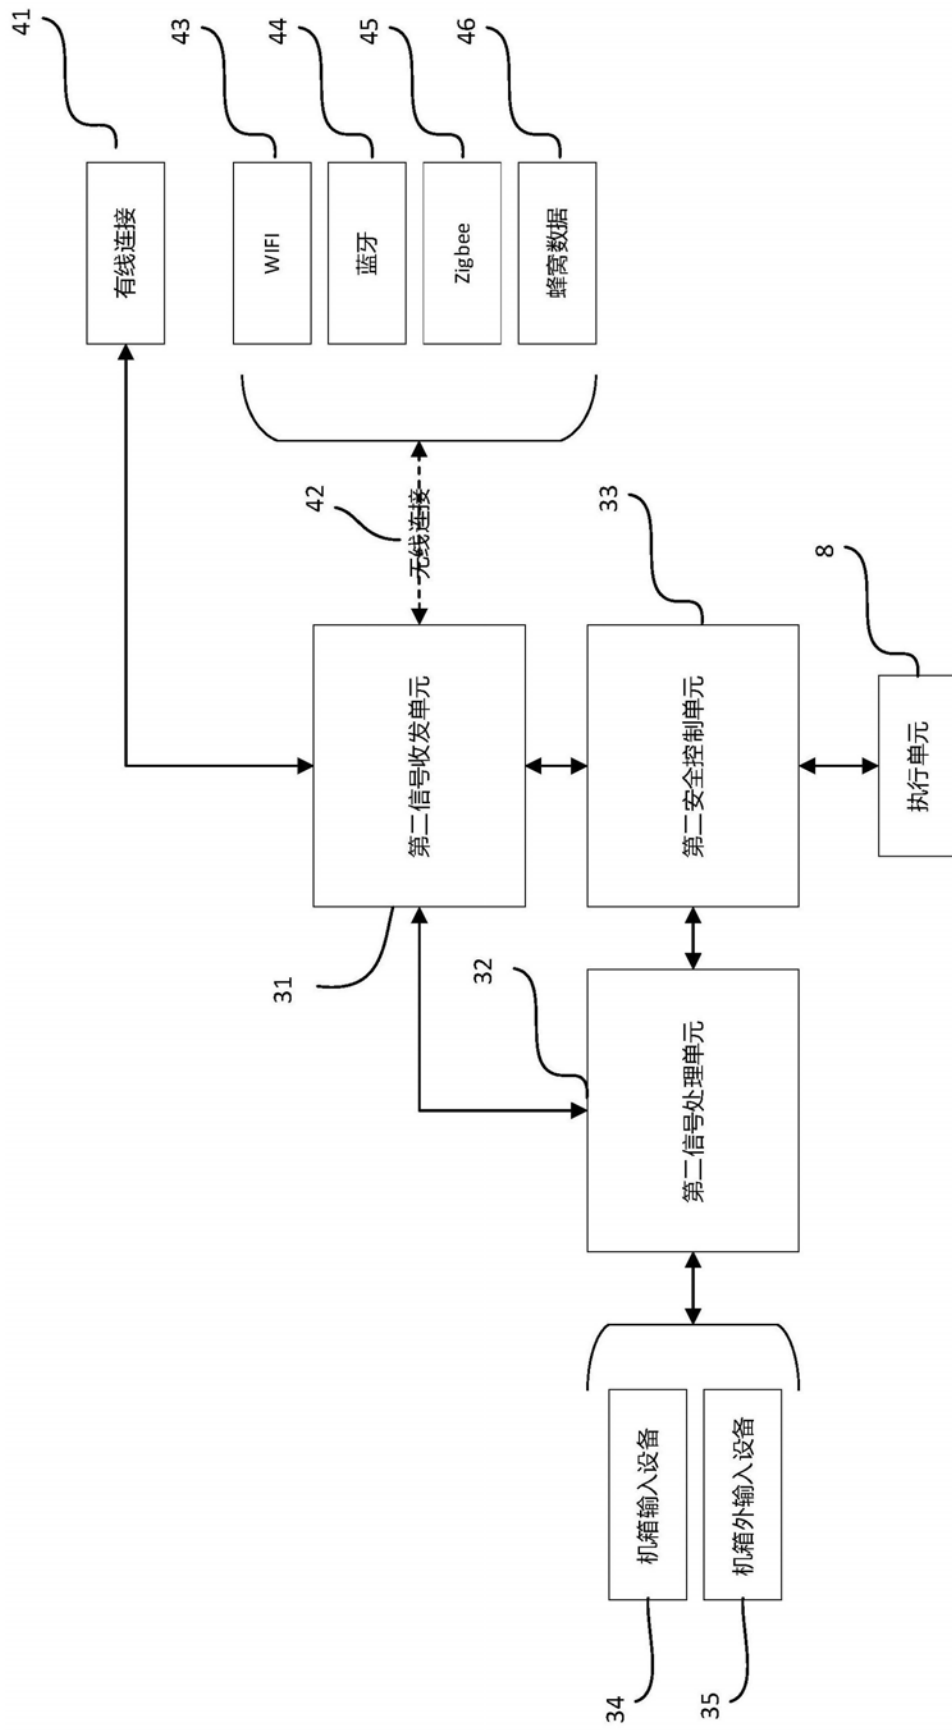 41
有线连接
43
WIFI
44
蓝牙
45
Zigbee
46
蜂窝数据
42
无线连接
31
第二信号收发单元
33
第二安全控制单元
8
执行单元
32
第二信号处理单元
34
机箱输入设备
35
机箱外输入设备